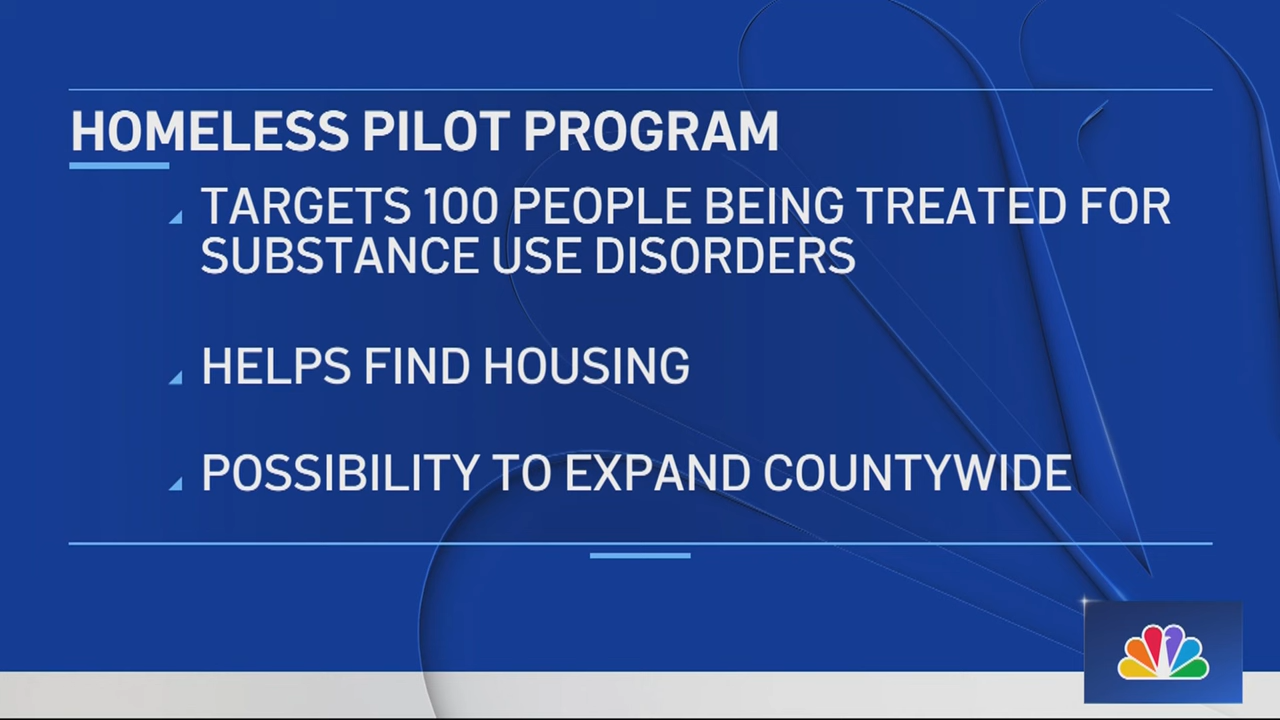 HOMELESS PILOT PROGRAM
TARGETS 100 PEOPLE BEING TREATED FOR
SUBSTANCE USE DISORDERS
HELPS FIND HOUSING
POSSIBILITY TO EXPAND COUNTYWIDE